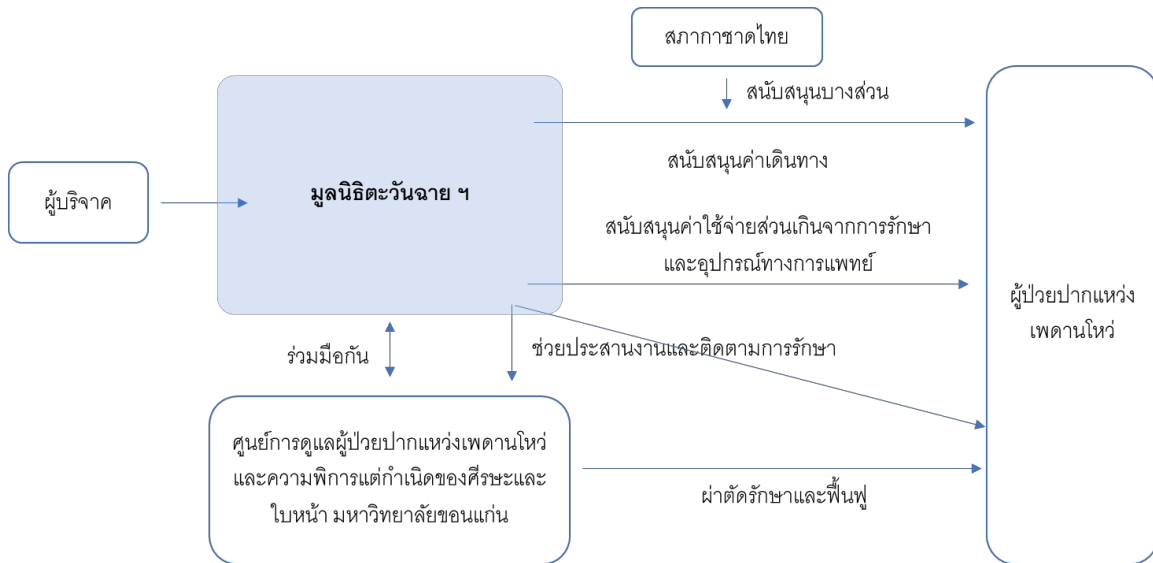 สภากาชาดไทย
สนับสนุนบางส่วน
สนับสนุนค่าเดินทาง
ผู้บริจาค
มูลนิธิตะวันฉาย ฯ
สนับสนุนค่าใช้จ่ายส่วนเกินจากการรักษา
และอุปกรณ์ทางการแพทย์
ผู้ป่วยปากแหว่ง
เพดานโหว่
ร่วมมือกัน
ช่วยประสานงานและติดตามการรักษา
ศูนย์การดูแลผู้ป่วยปากแหว่งเพดานโหว่
และความพิการแต่กำเนิดของศีรษะและ
ใบหน้า มหาวิทยาลัยขอนแก่น
ผ่าตัดรักษาและฟื้นฟู